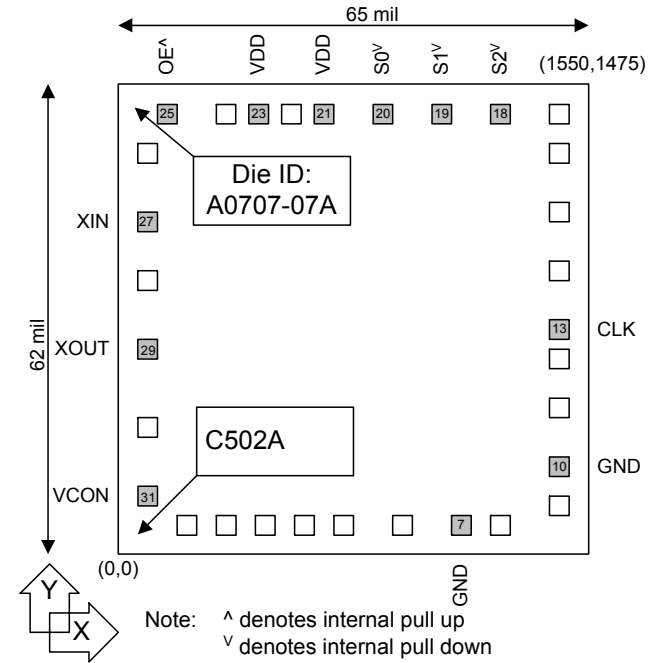 65 mil
OE^
VDD
VDD
S0V
S1V
S2V
(1550,1475)
25
23
21
20
19
18
Die ID:
A0707-07A
XIN
27
62 mil
XOUT
29
13
CLK
C502A
VCON
31
10
GND
7
(0,0)
GND
Y
X
Note: ^ denotes internal pull up
V denotes internal pull down